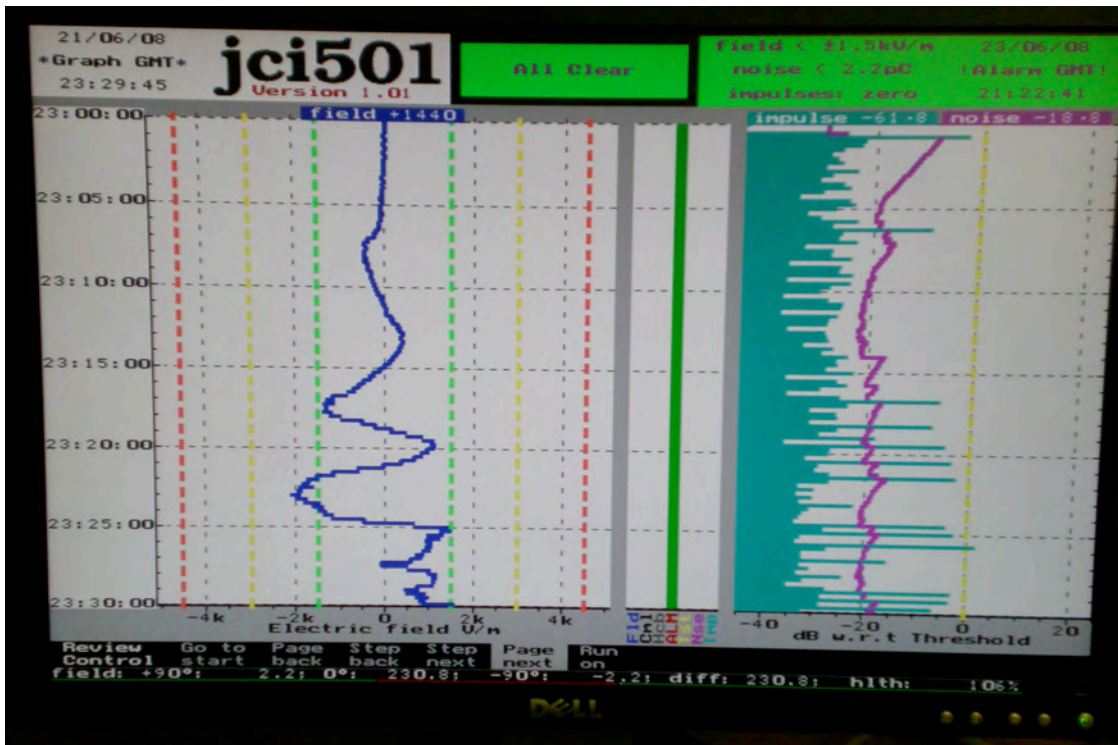 21/06/08
*Graph GMT*
23:29:45
jci501
Version 1.01
All Clear
field < ±1.5kV/m
noise < 2.2pC
impulses: zero
23/06/08
!Alarm GMT!
21:22:41
field +1440
impulse -61.8
noise -18.8
23:00:00
23:05:00
23:10:00
23:15:00
23:20:00
23:25:00
23:30:00
-4k
-2k
0
2k
4k
Electric field V/m
Fld
Cml
Hcb
ALM
Tst
Nse
Imp
-40
-20
0
20
dB w.r.t Threshold
Review Control
Go to start
Page back
Step back
Step next
Page next
Run on
field: +90°: 2.2; 0°: 230.8; -90°: -2.2; diff: 230.8; hlth: 106%
DELL